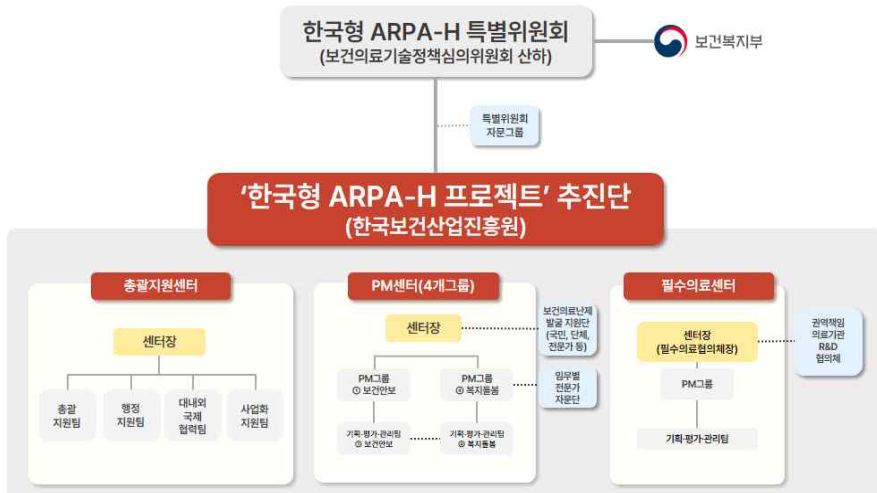 한국형 ARPA-H 특별위원회
(보건의료기술정책심의위원회 산하)
보건복지부
특별위원회
자문그룹
‘한국형 ARPA-H 프로젝트’ 추진단
(한국보건산업진흥원)
총괄지원센터
센터장
총괄
지원팀
행정
지원팀
대내외
국제
협력팀
사업화
지원팀
PM센터(4개그룹)
센터장
보건의료난제
발굴 지원단
(국민, 단체,
전문가 등)
PM그룹
① 보건안보
PM그룹
④ 복지돌봄
임무별
전문가
자문단
기획·평가·관리팀
① 보건안보
기획·평가·관리팀
④ 복지돌봄
필수의료센터
센터장
(필수의료협의체장)
권역책임
의료기관
R&D
협의체
PM그룹
기획·평가·관리팀